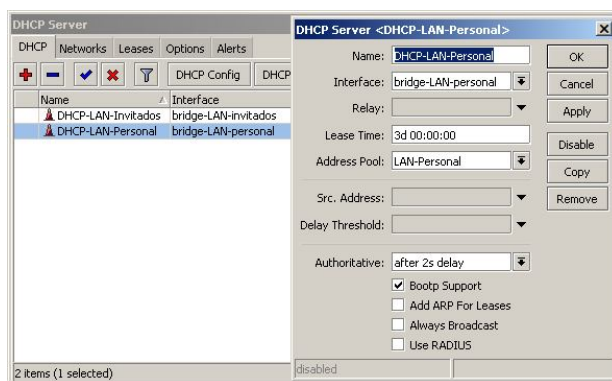 DHCP Server
DHCP Networks Leases Options Alerts
DHCP Config DHCP
Name Interface
DHCP-LAN-Invitados bridge-LAN-invitados
DHCP-LAN-Personal bridge-LAN-personal
2 items (1 selected)
DHCP Server <DHCP-LAN-Personal>
Name: DHCP-LAN-Personal
Interface: bridge-LAN-personal
Relay:
Lease Time: 3d 00:00:00
Address Pool: LAN-Personal
Src. Address:
Delay Threshold:
Authoritative: after 2s delay
Bootp Support
Add ARP For Leases
Always Broadcast
Use RADIUS
disabled
OK
Cancel
Apply
Disable
Copy
Remove